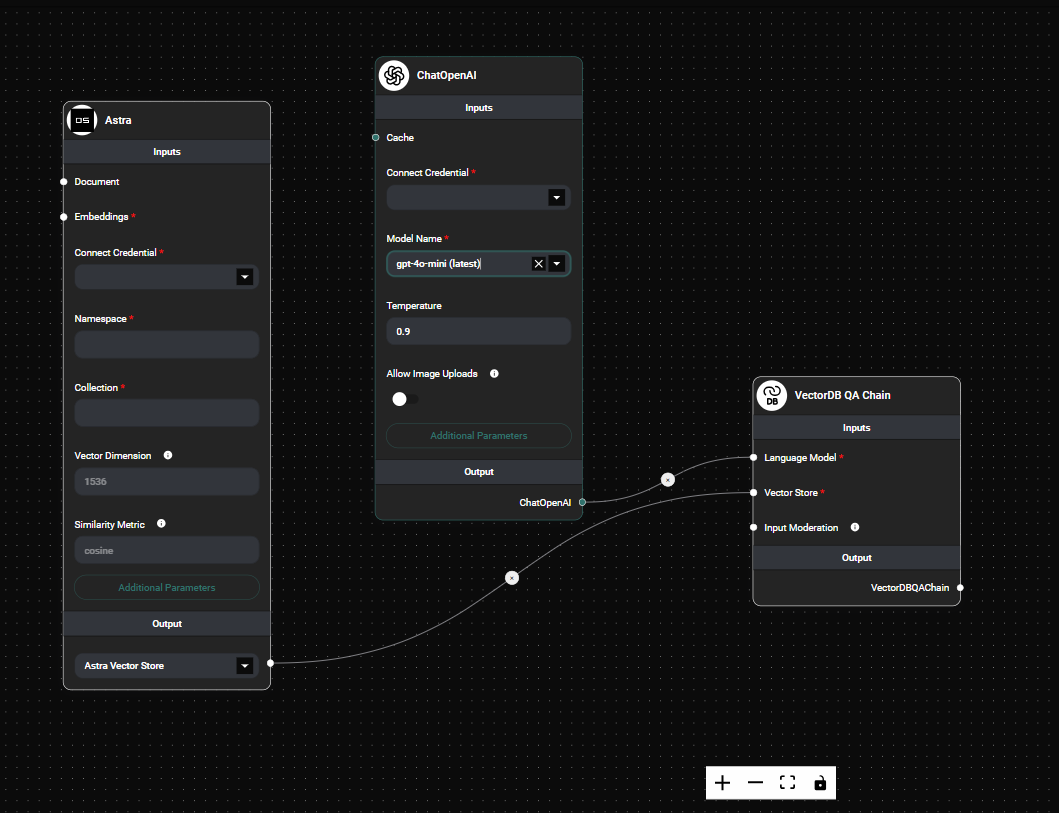 Astra
Inputs
Document
Embeddings *
Connect Credential *
Namespace *
Collection *
Vector Dimension
1536
Similarity Metric
cosine
Additional Parameters
Output
Astra Vector Store
ChatOpenAI
Inputs
Cache
Connect Credential *
Model Name *
gpt-4o-mini (latest)
Temperature
0.9
Allow Image Uploads
Additional Parameters
Output
ChatOpenAI
DB
VectorDB QA Chain
Inputs
Language Model *
Vector Store *
Input Moderation
Output
VectorDBQAChain